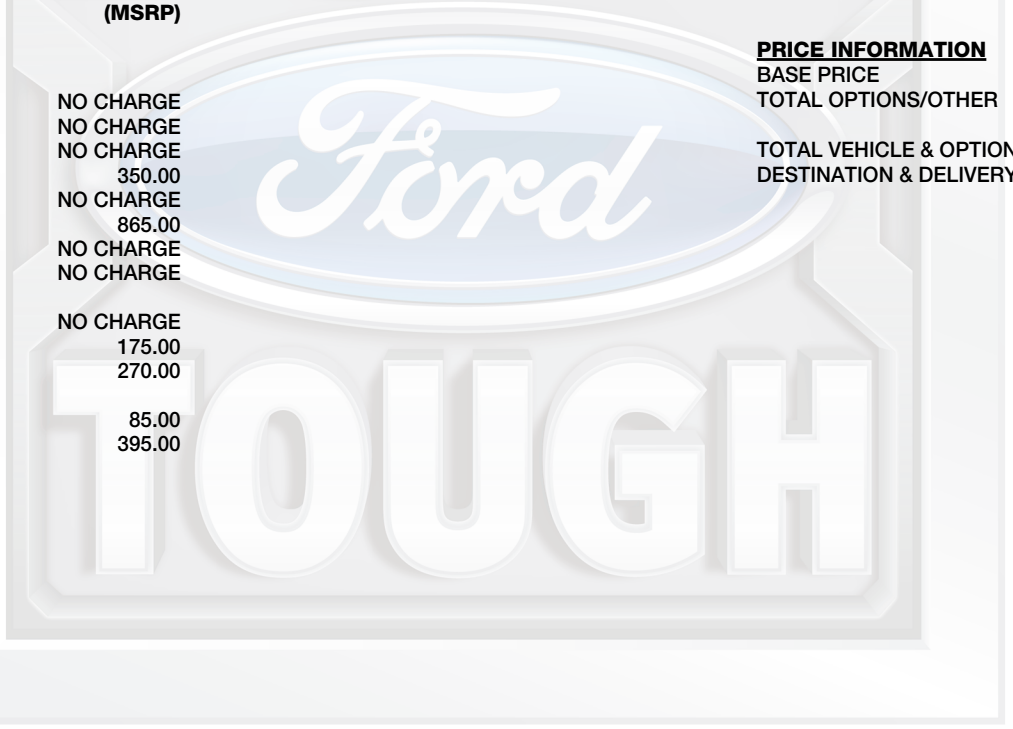 (MSRP)
NO CHARGE
NO CHARGE
NO CHARGE
350.00
NO CHARGE
865.00
NO CHARGE
NO CHARGE
NO CHARGE
175.00
270.00
85.00
395.00
PRICE INFORMATION
BASE PRICE
TOTAL OPTIONS/OTHER
TOTAL VEHICLE & OPTION
DESTINATION & DELIVERY
Ford
TOUGH